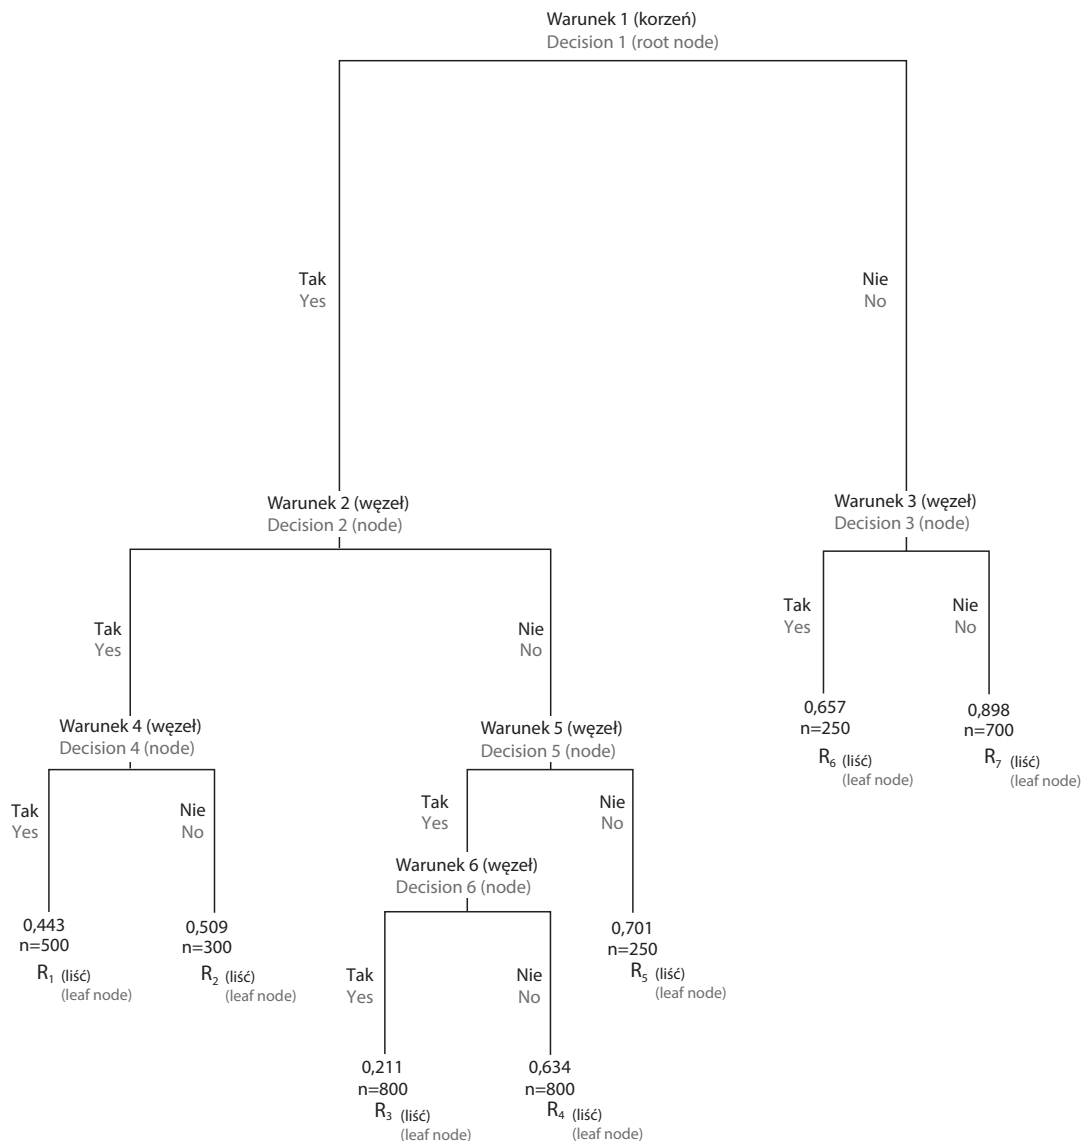 Warunek 1 (korzeń)
Decision 1 (root node)
Tak
Yes
Nie
No
Warunek 2 (węzeł)
Decision 2 (node)
Warunek 3 (węzeł)
Decision 3 (node)
Tak
Yes
Nie
No
Tak
Yes
Nie
No
0,657
n=250
R₆ (liść)
(leaf node)
0,898
n=700
R₇ (liść)
(leaf node)
Warunek 4 (węzeł)
Decision 4 (node)
Warunek 5 (węzeł)
Decision 5 (node)
Tak
Yes
Nie
No
Tak
Yes
Nie
No
Warunek 6 (węzeł)
Decision 6 (node)
0,443
n=500
R₁ (liść)
(leaf node)
0,509
n=300
R₂ (liść)
(leaf node)
0,701
n=250
R₅ (liść)
(leaf node)
Tak
Yes
Nie
No
0,211
n=800
R₃ (liść)
(leaf node)
0,634
n=800
R₄ (liść)
(leaf node)